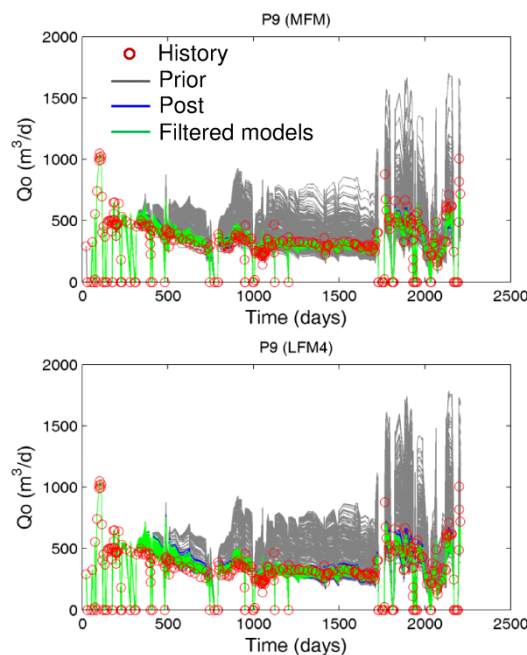 P9 (MFM)
2000
1500
1000
500
0
Qo (m³/d)
History
Prior
Post
Filtered models
0 500 1000 1500 2000 2500
Time (days)
P9 (LFM4)
2000
1500
1000
500
0
Qo (m³/d)
0 500 1000 1500 2000 2500
Time (days)